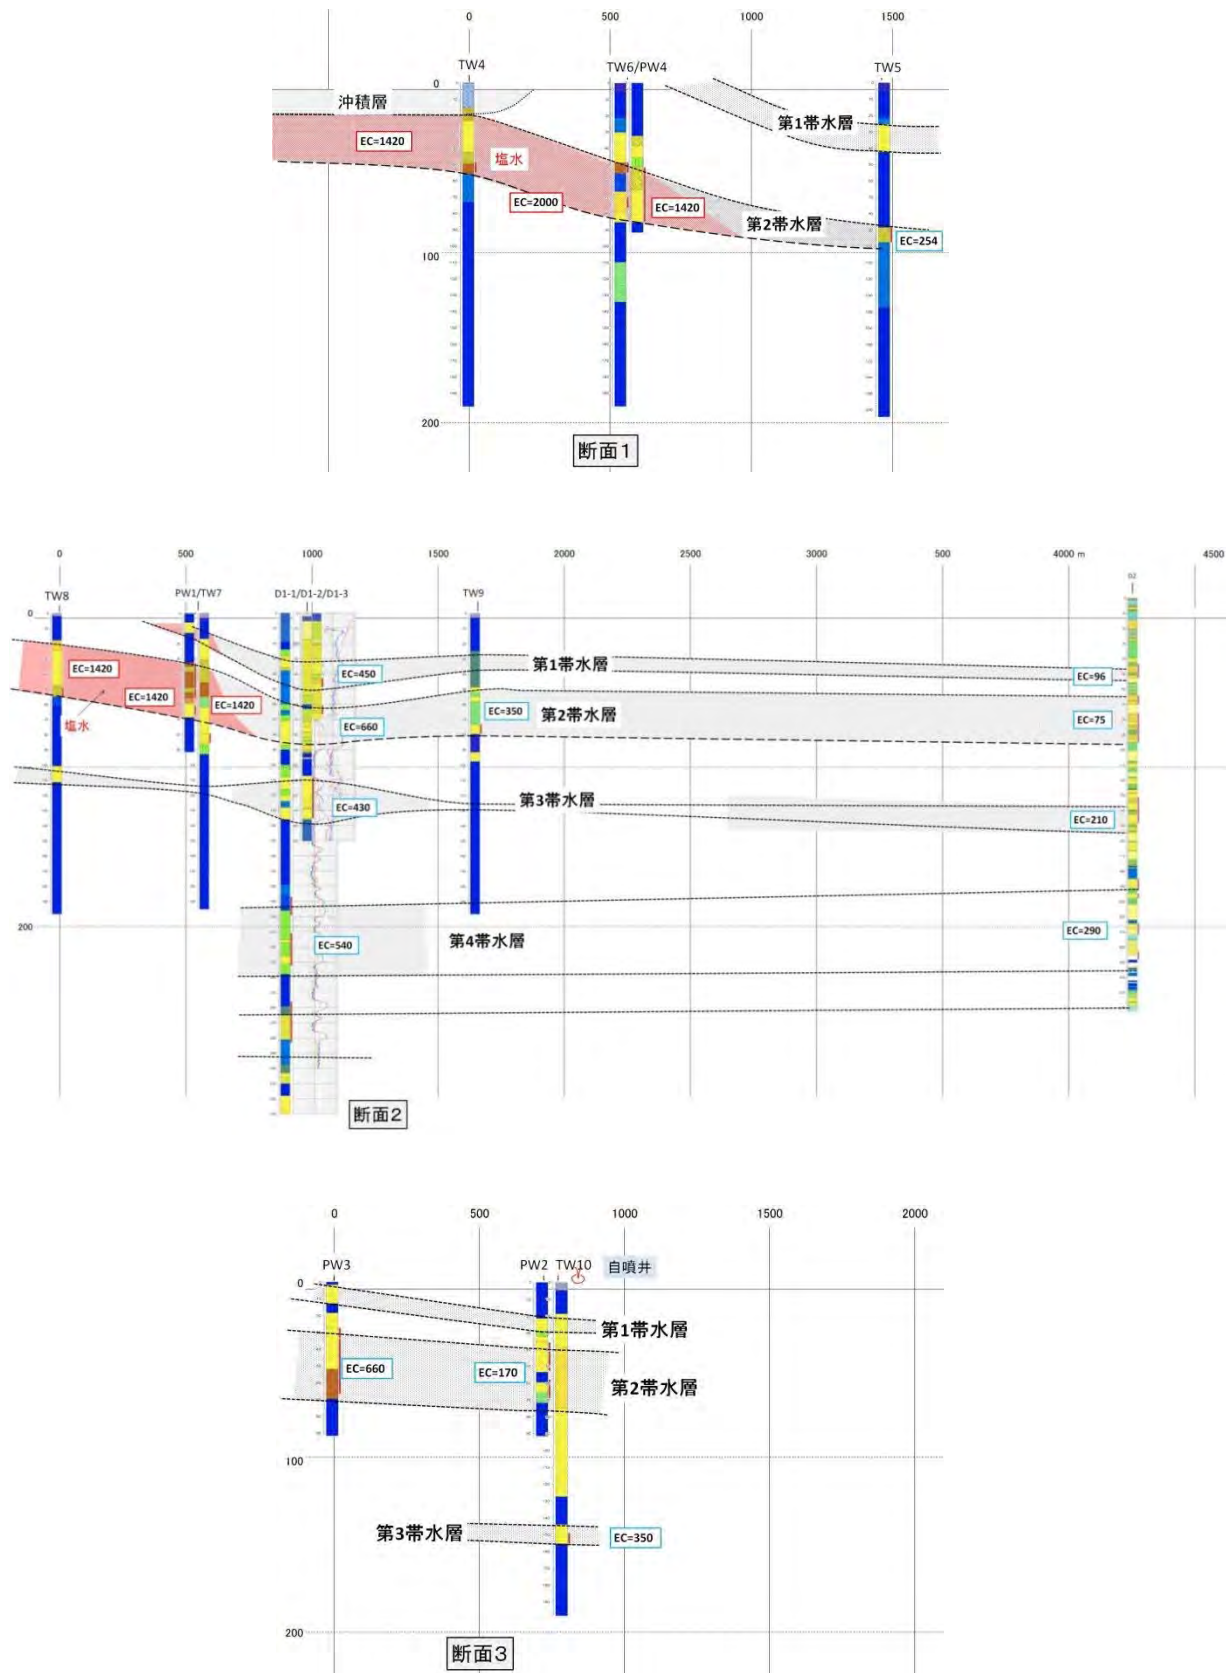 0 500 1000 1500
TW4 TW6/PW4 TW5
0
沖積層
第1帯水層
EC=1420
塩水
EC=2000
EC=1420
第2帯水層
EC=254
100
200
断面1
0 500 1000 1500 2000 2500 3000 500 4000 m 4500
TW8 PW1/TW7 D1-1/D1-2/D1-3 TW9 D2
0
EC=1420
EC=450
第1帯水層
EC=96
EC=1420
EC=1420
塩水
EC=660
EC=350
第2帯水層
EC=75
第3帯水層
EC=430
EC=210
200
EC=540
第4帯水層
EC=290
断面2
0 500 1000 1500 2000
PW3 PW2 TW10 自噴井
0
第1帯水層
EC=660
EC=170
第2帯水層
100
第3帯水層
EC=350
200
断面3